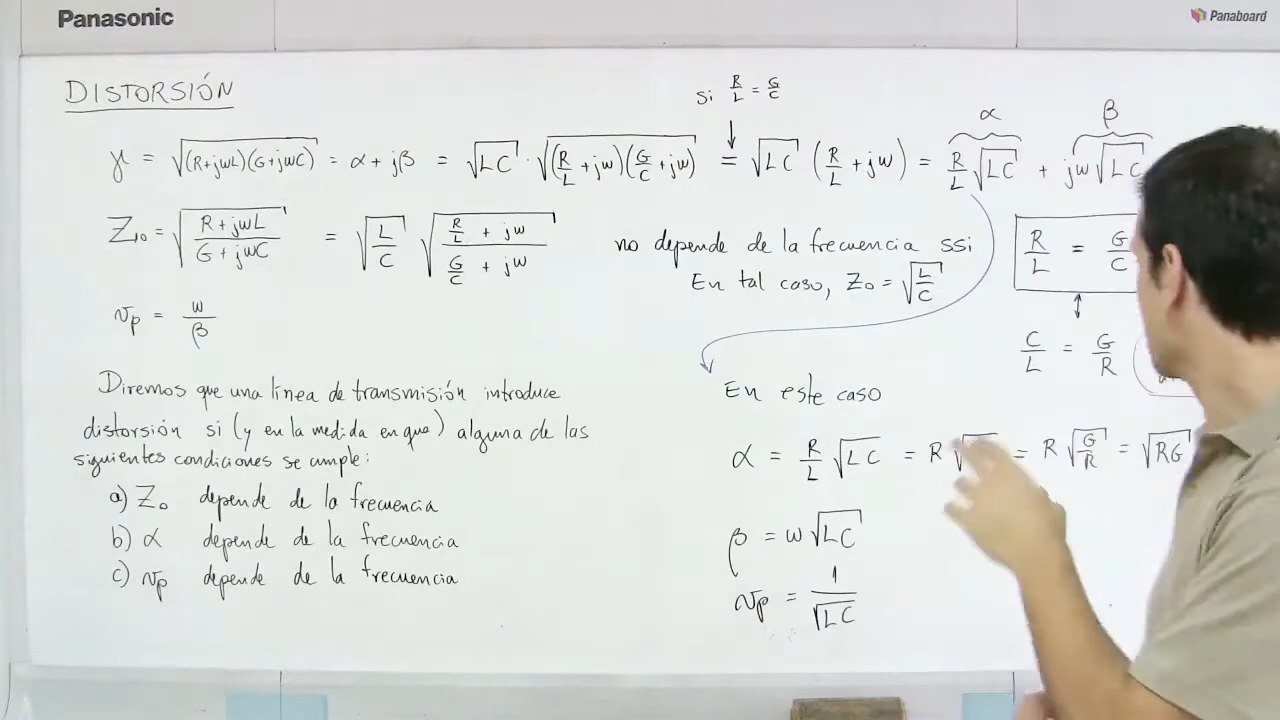 Panasonic
Panaboard
DISTORSIÓN
Si R/L = G/C
α β
γ = √((R+jωL)(G+jωC)) = α + jβ = √LC · √((R/L + jω)(G/C + jω)) = √LC (R/L + jω) = R/L √LC + jω √LC
Z₀ = √((R + jωL)/(G + jωC)) = √(L/C) √((R/L + jω)/(G/C + jω))
no depende de la frecuencia ssi
R/L = G/C
En tal caso, Z₀ = √(L/C)
vp = ω/β
C/L = G/R
Diremos que una línea de transmisión introduce
distorsión si (y en la medida en que) alguna de las
siguientes condiciones se cumple:
a) Z₀ depende de la frecuencia
b) α depende de la frecuencia
c) vp depende de la frecuencia
En este caso
α = R/L √LC = R √ = R √(G/R) = √RG
β = ω √LC
vp = 1/√LC